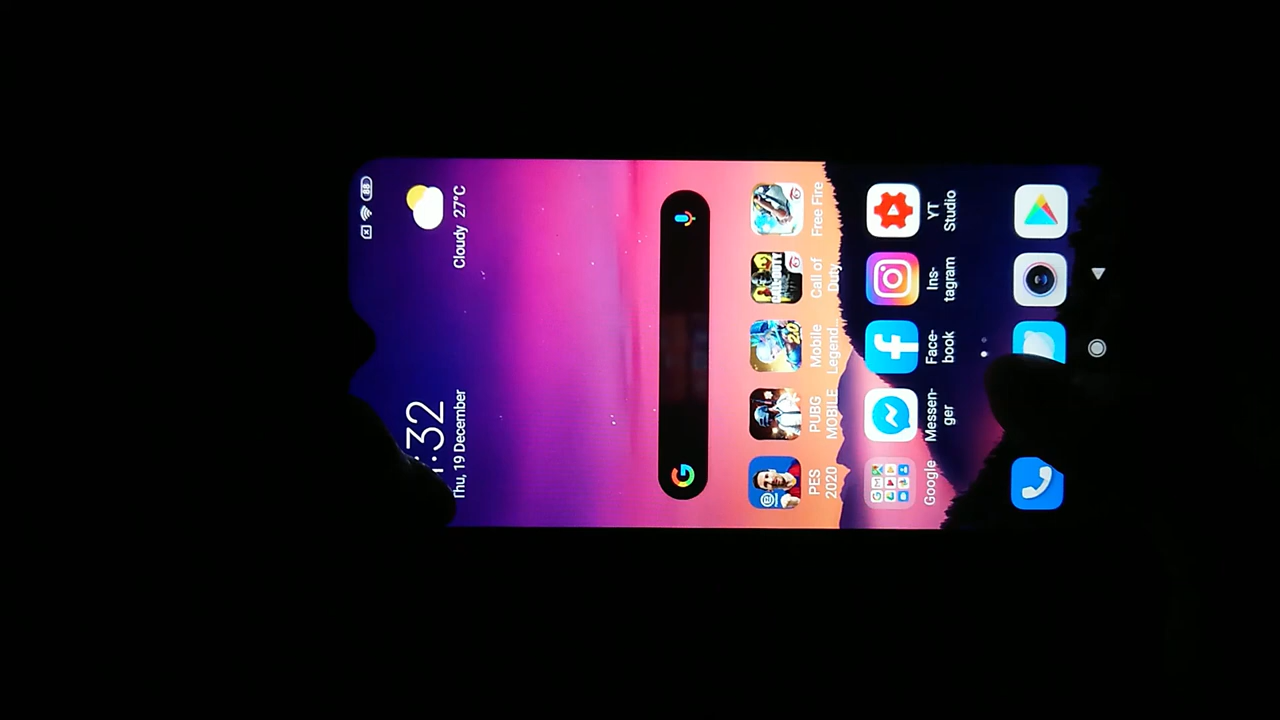 88
:32
Thu, 19 December
Cloudy 27°C
PES
2020
PUBG
MOBILE
Mobile
Legend...
Call of
Duty...
Free Fire
Google
Messen-
ger
Face-
book
Ins-
tagram
YT
Studio